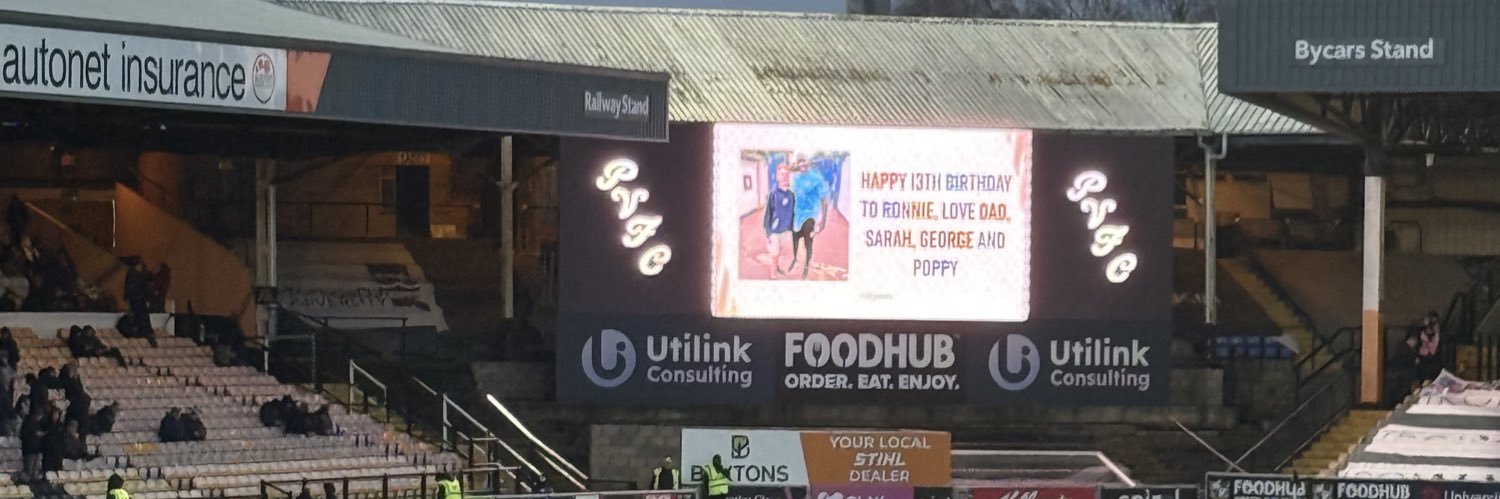 autonet insurance
Railway Stand
Bycars Stand
PVFC
HAPPY 13TH BIRTHDAY
TO RONNIE, LOVE DAD,
SARAH, GEORGE AND
POPPY
PVFC
Utilink
Consulting
FOODHUB
ORDER. EAT. ENJOY.
Utilink
Consulting
YOUR LOCAL
STIHL
DEALER
FOODHUB
FOODHUB